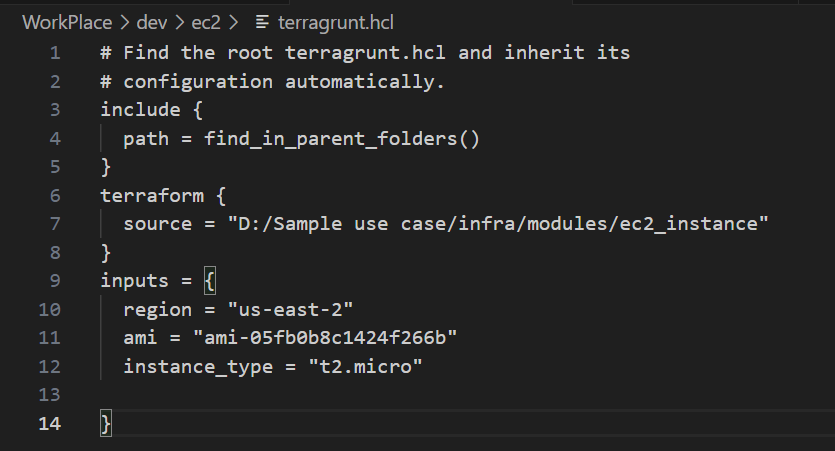 WorkPlace > dev > ec2 > terragrunt.hcl
1 # Find the root terragrunt.hcl and inherit its
2 # configuration automatically.
3 include {
4   path = find_in_parent_folders()
5 }
6 terraform {
7   source = "D:/Sample use case/infra/modules/ec2_instance"
8 }
9 inputs = {
10   region = "us-east-2"
11   ami = "ami-05fb0b8c1424f266b"
12   instance_type = "t2.micro"
13
14 }